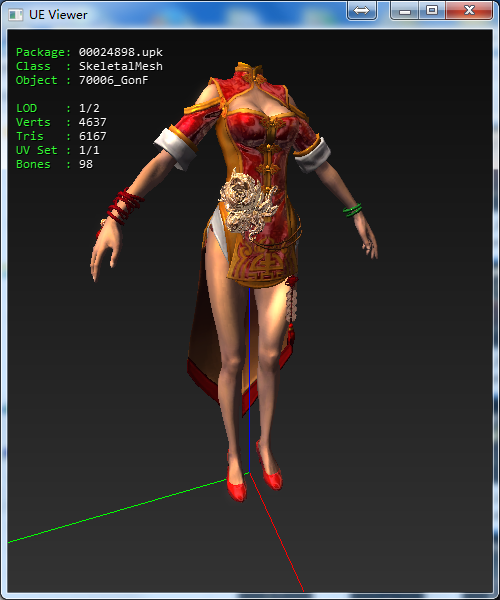 UE Viewer
Package: 00024898.upk
Class : SkeletalMesh
Object : 70006_GonF
LOD : 1/2
Verts : 4637
Tris : 6167
UV Set : 1/1
Bones : 98